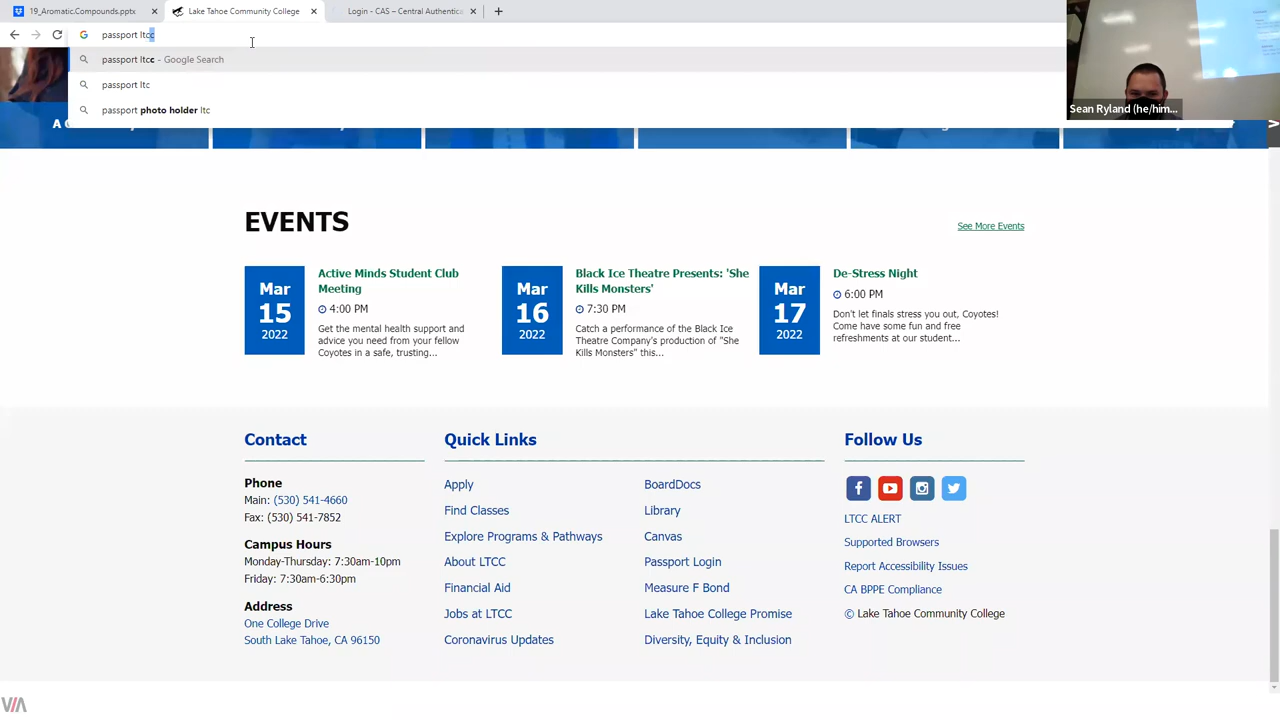 19_Aromatic.Compounds.pptx
Lake Tahoe Community College
Login - CAS – Central Authentica
passport ltcc
passport ltcc - Google Search
passport ltc
passport photo holder ltc
Sean Ryland (he/him...
EVENTS
See More Events
Mar
15
2022
Active Minds Student Club
Meeting
4:00 PM
Get the mental health support and
advice you need from your fellow
Coyotes in a safe, trusting...
Mar
16
2022
Black Ice Theatre Presents: 'She
Kills Monsters'
7:30 PM
Catch a performance of the Black Ice
Theatre Company's production of "She
Kills Monsters" this...
Mar
17
2022
De-Stress Night
6:00 PM
Don't let finals stress you out, Coyotes!
Come have some fun and free
refreshments at our student...
Contact
Phone
Main: (530) 541-4660
Fax: (530) 541-7852
Campus Hours
Monday-Thursday: 7:30am-10pm
Friday: 7:30am-6:30pm
Address
One College Drive
South Lake Tahoe, CA 96150
Quick Links
Apply
Find Classes
Explore Programs & Pathways
About LTCC
Financial Aid
Jobs at LTCC
Coronavirus Updates
BoardDocs
Library
Canvas
Passport Login
Measure F Bond
Lake Tahoe College Promise
Diversity, Equity & Inclusion
Follow Us
LTCC ALERT
Supported Browsers
Report Accessibility Issues
CA BPPE Compliance
© Lake Tahoe Community College
VIA